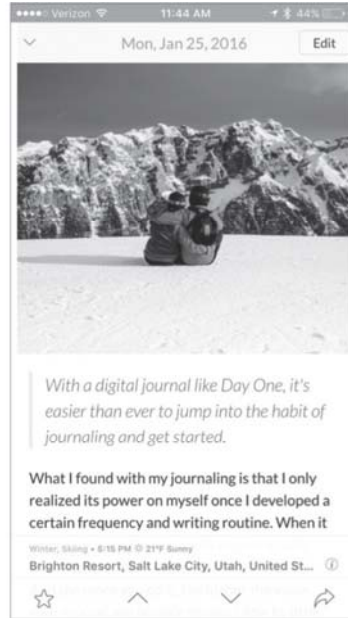 Verizon 11:44 AM 44%
Mon, Jan 25, 2016 Edit
With a digital journal like Day One, it's
easier than ever to jump into the habit of
journaling and get started.
What I found with my journaling is that I only
realized its power on myself once I developed a
certain frequency and writing routine. When it
Winter, Skiing • 5:15 PM 21°F Sunny
Brighton Resort, Salt Lake City, Utah, United St...